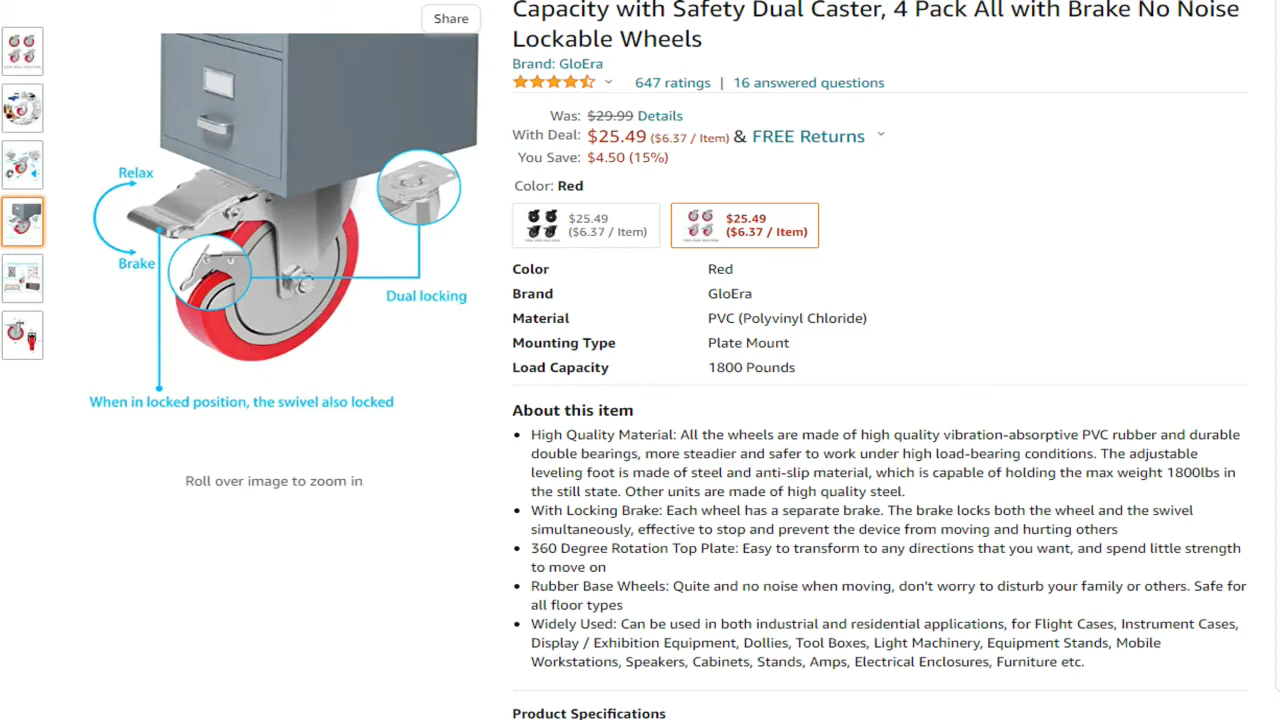 Share
Capacity with Safety Dual Caster, 4 Pack All with Brake No Noise
Lockable Wheels
Brand: GloEra
647 ratings | 16 answered questions
Was: $29.99 Details
With Deal: $25.49 ($6.37 / Item) & FREE Returns
You Save: $4.50 (15%)
Color: Red
$25.49
($6.37 / Item)
$25.49
($6.37 / Item)
Color Red
Brand GloEra
Material PVC (Polyvinyl Chloride)
Mounting Type Plate Mount
Load Capacity 1800 Pounds
About this item
• High Quality Material: All the wheels are made of high quality vibration-absorptive PVC rubber and durable
double bearings, more steadier and safer to work under high load-bearing conditions. The adjustable
leveling foot is made of steel and anti-slip material, which is capable of holding the max weight 1800lbs in
the still state. Other units are made of high quality steel.
• With Locking Brake: Each wheel has a separate brake. The brake locks both the wheel and the swivel
simultaneously, effective to stop and prevent the device from moving and hurting others
• 360 Degree Rotation Top Plate: Easy to transform to any directions that you want, and spend little strength
to move on
• Rubber Base Wheels: Quite and no noise when moving, don't worry to disturb your family or others. Safe for
all floor types
• Widely Used: Can be used in both industrial and residential applications, for Flight Cases, Instrument Cases,
Display / Exhibition Equipment, Dollies, Tool Boxes, Light Machinery, Equipment Stands, Mobile
Workstations, Speakers, Cabinets, Stands, Amps, Electrical Enclosures, Furniture etc.
Product Specifications
Relax
Brake
Dual locking
When in locked position, the swivel also locked
Roll over image to zoom in